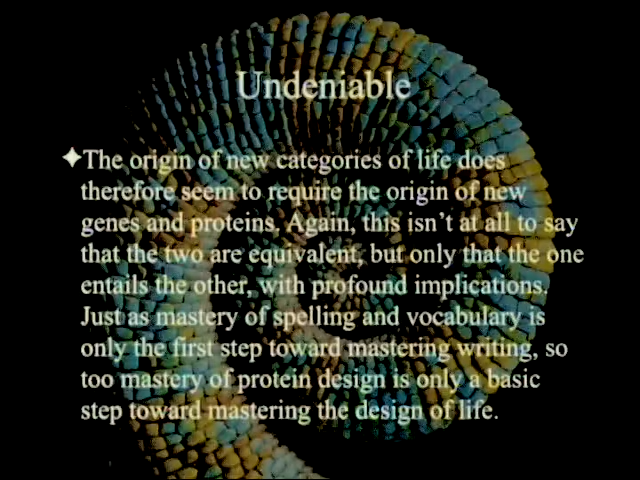 Undeniable
✦The origin of new categories of life does
therefore seem to require the origin of new
genes and proteins. Again, this isn't at all to say
that the two are equivalent, but only that the one
entails the other, with profound implications.
Just as mastery of spelling and vocabulary is
only the first step toward mastering writing, so
too mastery of protein design is only a basic
step toward mastering the design of life.